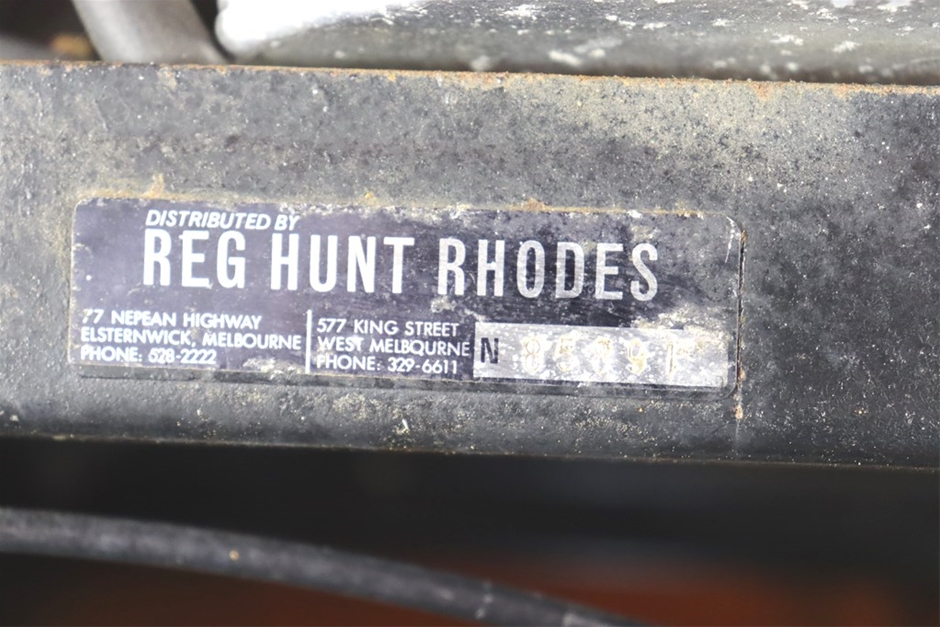 DISTRIBUTED BY
REG HUNT RHODES
77 NEPEAN HIGHWAY
ELSTERNWICK, MELBOURNE
PHONE: 528-2222
577 KING STREET
WEST MELBOURNE
PHONE: 329-6611
N